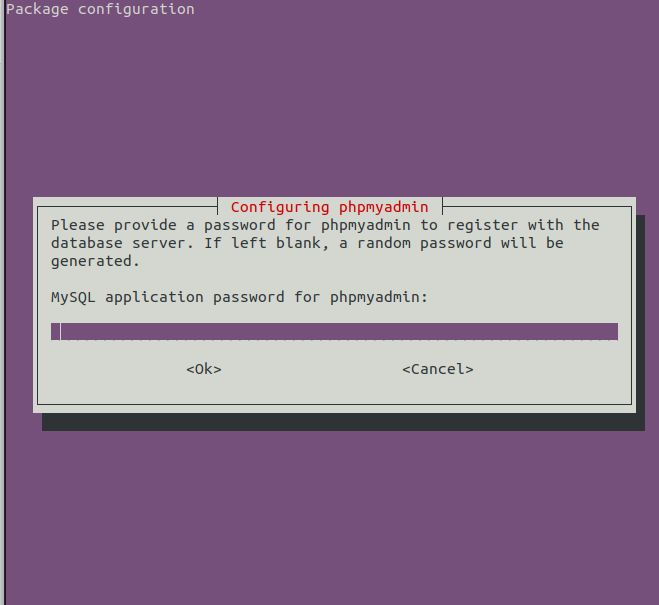 Package configuration
Configuring phpmyadmin
Please provide a password for phpmyadmin to register with the
database server. If left blank, a random password will be
generated.
MySQL application password for phpmyadmin:
<Ok> <Cancel>